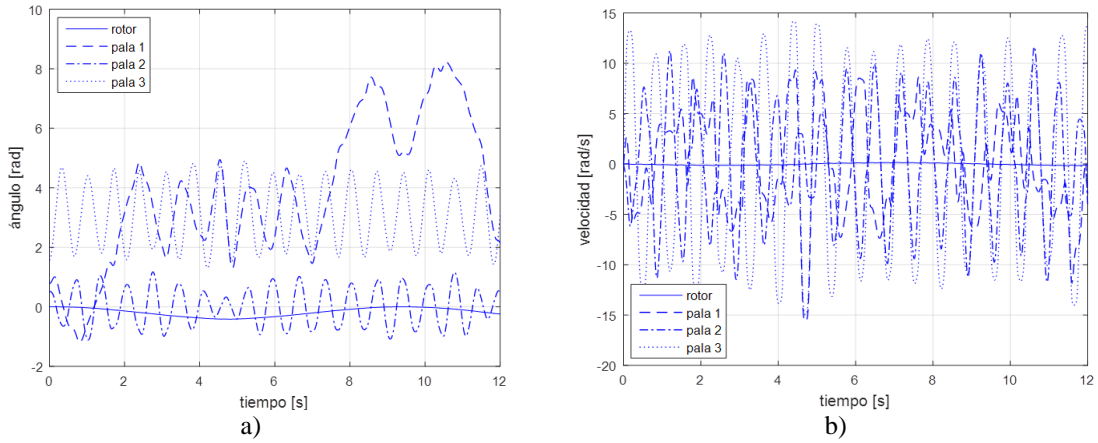 10
8
6
4
2
0
-2
0 2 4 6 8 10 12
ángulo [rad]
tiempo [s]
rotor
pala 1
pala 2
pala 3
a)
15
10
5
0
-5
-10
-15
-20
0 2 4 6 8 10 12
velocidad [rad/s]
tiempo [s]
rotor
pala 1
pala 2
pala 3
b)